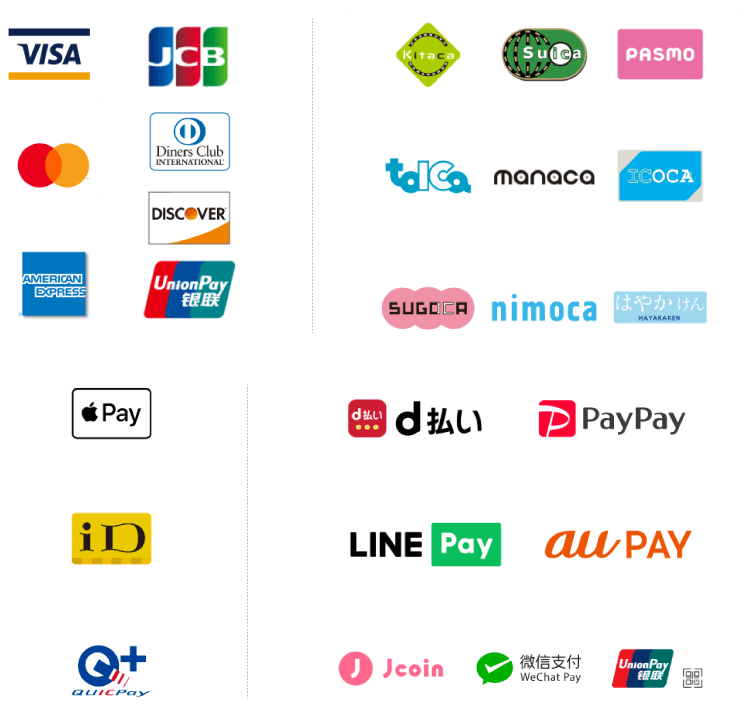 VISA
JCB
Diners Club
INTERNATIONAL
DISCOVER
AMERICAN
EXPRESS
UnionPay
银联
Kitaca
Suica
PASMO
TOICa
manaca
ICOCA
SUGOCA
nimoca
はやかけん
HAYAKAKEN
Pay
iD
QUICPay
d払い
d払い
PayPay
LINE Pay
au PAY
J Jcoin
微信支付
WeChat Pay
UnionPay
银联